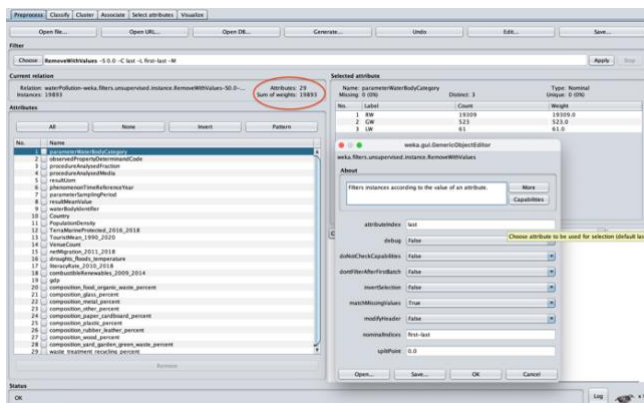 Preprocess Classify Cluster Associate Select attributes Visualize
Open file... Open URL... Open DB... Generate... Undo Edit... Save...
Filter
Choose RemoveWithValues -S 0.0 -C last -L first-last -M Apply Stop
Current relation
Relation: waterPollution-weka.filters.unsupervised.instance.RemoveWithValues-S0.0-...
Attributes: 29
Instances: 19893
Sum of weights: 19893
Attributes
All None Invert Pattern
No. Name
1 parameterWaterBodyCategory
2 observedPropertyDeterminandCode
3 procedureAnalysedFraction
4 procedureAnalysedMedia
5 resultUom
6 phenomenonTimeReferenceYear
7 parameterSamplingPeriod
8 resultMeanValue
9 waterBodyIdentifier
10 Country
11 PopulationDensity
12 TerraMarineProtected_2016_2018
13 TouristMean_1990_2020
14 VenueCount
15 netMigration_2011_2018
16 droughts_floods_temperature
17 literacyRate_2010_2018
18 combustibleRenewables_2009_2014
19 gdp
20 composition_food_organic_waste_percent
21 composition_glass_percent
22 composition_metal_percent
23 composition_other_percent
24 composition_paper_cardboard_percent
25 composition_plastic_percent
26 composition_rubber_leather_percent
27 composition_wood_percent
28 composition_yard_garden_green_waste_percent
29 waste_treatment_recycling_percent
Remove
Selected attribute
Name: parameterWaterBodyCategory Type: Nominal
Missing: 0 (0%) Distinct: 3 Unique: 0 (0%)
No. Label Count Weight
1 RW 19309 19309.0
2 GW 523 523.0
3 LW 61 61.0
weka.gui.GenericObjectEditor
weka.filters.unsupervised.instance.RemoveWithValues
About
Filters instances according to the value of an attribute.
More
Capabilities
attributeIndex last
Choose attribute to be used for selection (default las
debug False
doNotCheckCapabilities False
dontFilterAfterFirstBatch False
invertSelection False
matchMissingValues True
modifyHeader False
nominalIndices first-last
splitPoint 0.0
Open... Save... OK Cancel
Status
OK
Log